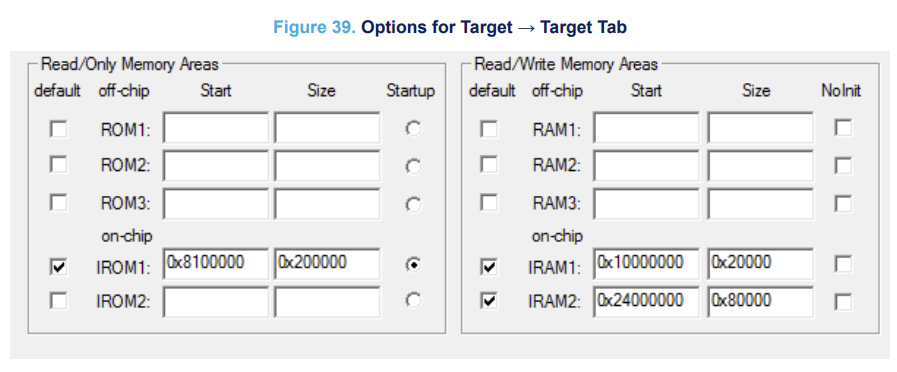 Figure 39. Options for Target → Target Tab
Read/Only Memory Areas
default off-chip Start Size Startup
ROM1:
ROM2:
ROM3:
on-chip
IROM1: 0x8100000 0x200000
IROM2:
Read/Write Memory Areas
default off-chip Start Size NoInit
RAM1:
RAM2:
RAM3:
on-chip
IRAM1: 0x10000000 0x20000
IRAM2: 0x24000000 0x80000